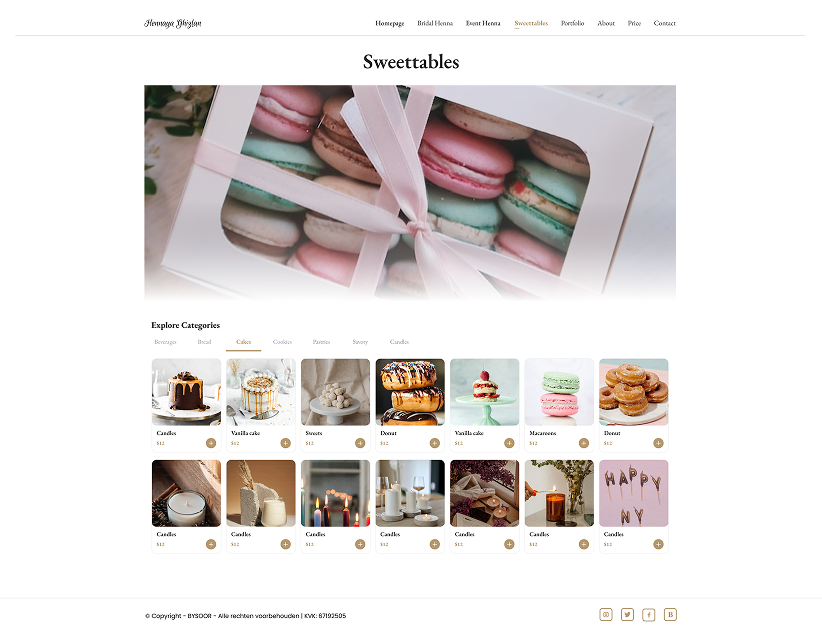 Hennaya Ghizlan
Homepage Bridal Henna Event Henna Sweettables Portfolio About Price Contact
Sweettables
Explore Categories
Beverages Bread Cakes Cookies Pastries Savory Candles
Candles Vanilla cake Sweets Donut Vanilla cake Macaroons Donut
$12 $12 $12 $12 $12 $12 $12
Candles Candles Candles Candles Candles Candles Candles
$12 $12 $12 $12 $12 $12 $12
HAPPY
NY
© Copyright - BYSOOR - Alle rechten voorbehouden | KVK: 67192505